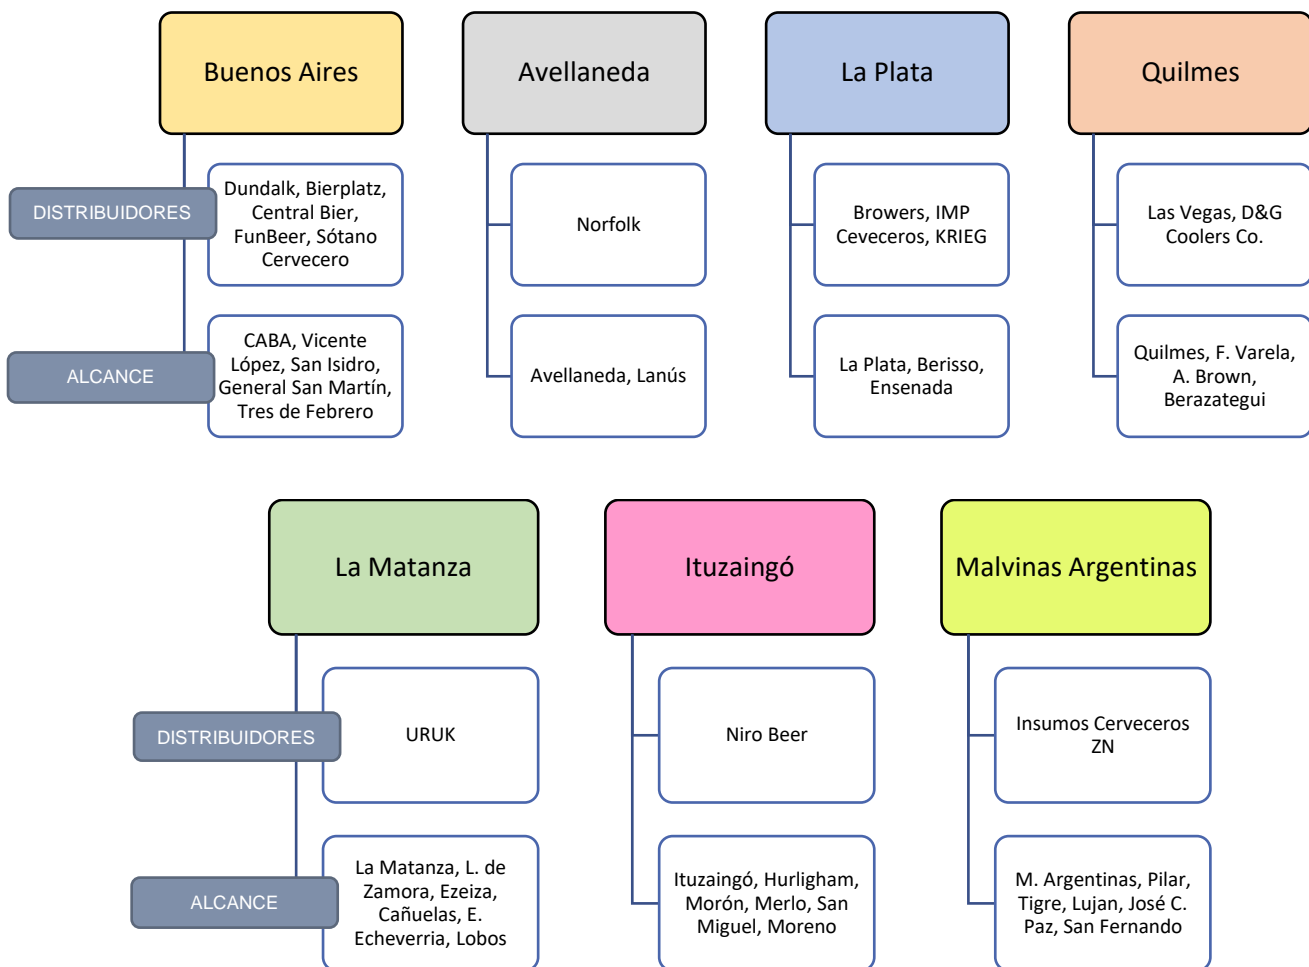 Buenos Aires
Avellaneda
La Plata
Quilmes
DISTRIBUIDORES
Dundalk, Bierplatz,
Central Bier,
FunBeer, Sótano
Cervecero
Norfolk
Browers, IMP
Ceveceros, KRIEG
Las Vegas, D&G
Coolers Co.
ALCANCE
CABA, Vicente
López, San Isidro,
General San Martín,
Tres de Febrero
Avellaneda, Lanús
La Plata, Berisso,
Ensenada
Quilmes, F. Varela,
A. Brown,
Berazategui
La Matanza
Ituzaingó
Malvinas Argentinas
DISTRIBUIDORES
URUK
Niro Beer
Insumos Cerveceros
ZN
ALCANCE
La Matanza, L. de
Zamora, Ezeiza,
Cañuelas, E.
Echeverria, Lobos
Ituzaingó, Hurligham,
Morón, Merlo, San
Miguel, Moreno
M. Argentinas, Pilar,
Tigre, Lujan, José C.
Paz, San Fernando